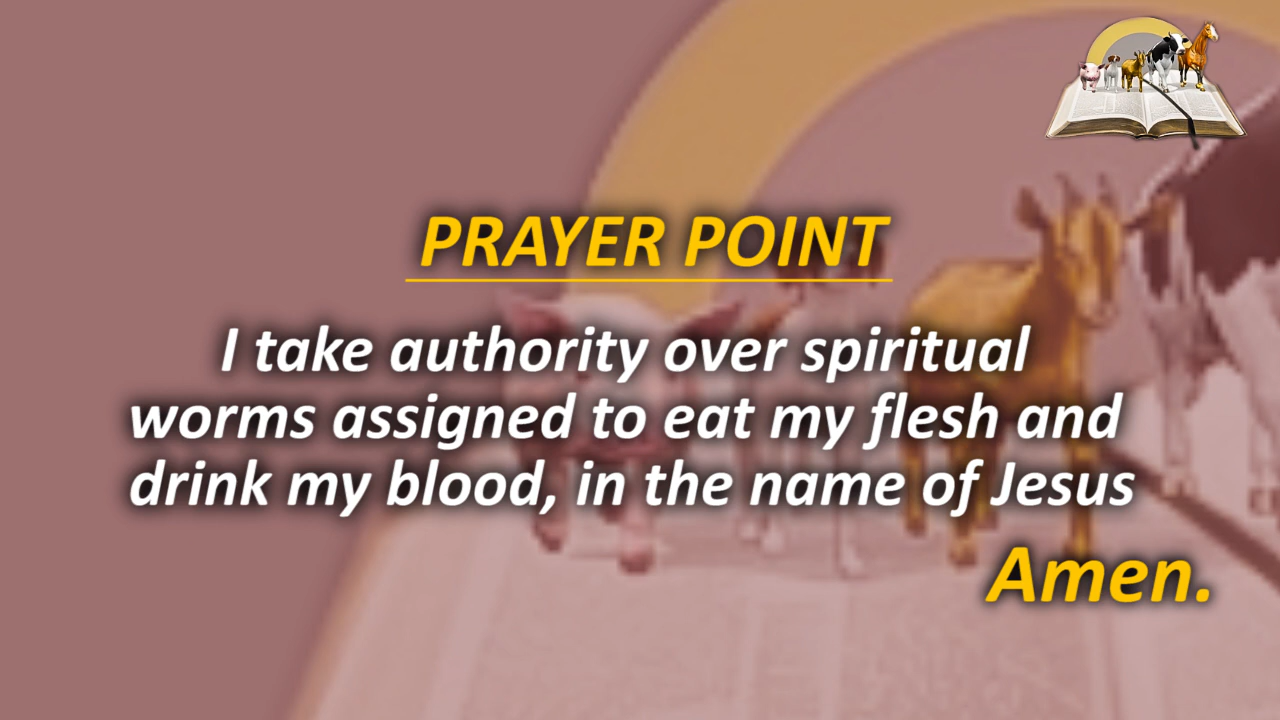 PRAYER POINT
I take authority over spiritual
worms assigned to eat my flesh and
drink my blood, in the name of Jesus
Amen.